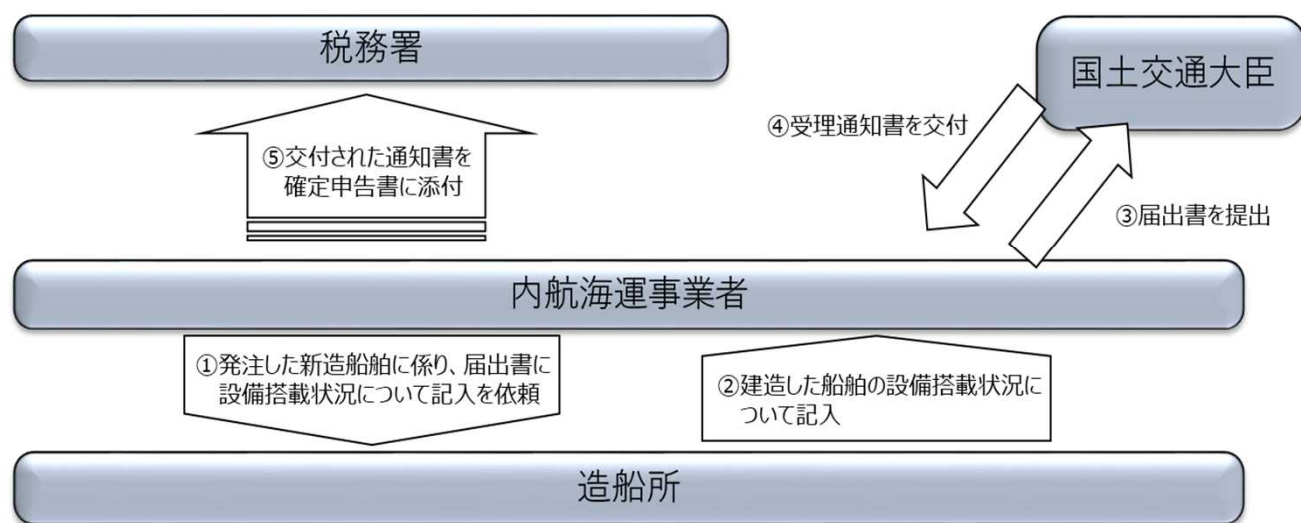 税務署
国土交通大臣
④受理通知書を交付
⑤交付された通知書を
確定申告書に添付
③届出書を提出
内航海運事業者
①発注した新造船舶に係り、届出書に
設備搭載状況について記入を依頼
②建造した船舶の設備搭載状況に
ついて記入
造船所